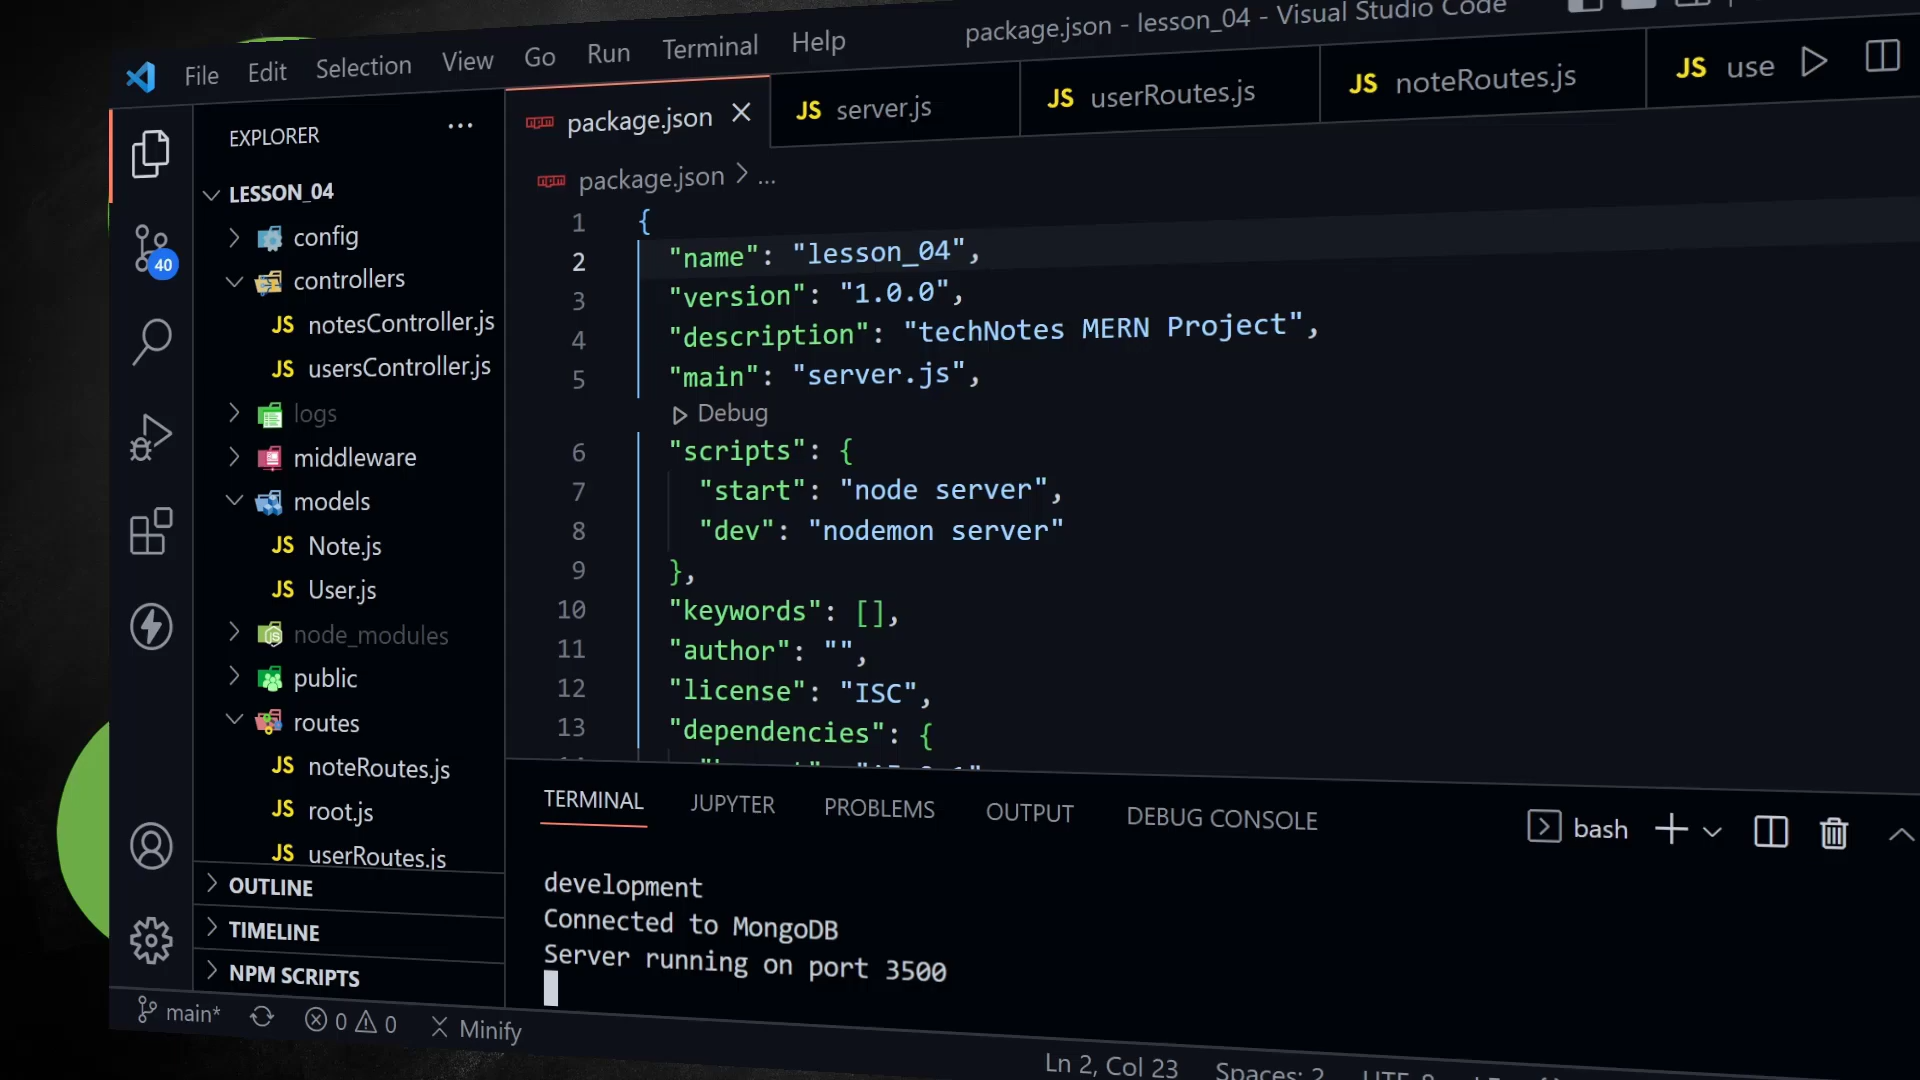 File Edit Selection View Go Run Terminal Help
package.json - lesson_04 - Visual Studio Code
EXPLORER
LESSON_04
config
controllers
JS notesController.js
JS usersController.js
logs
middleware
models
JS Note.js
JS User.js
node_modules
public
routes
JS noteRoutes.js
JS root.js
JS userRoutes.js
OUTLINE
TIMELINE
NPM SCRIPTS
40
package.json
JS server.js
JS userRoutes.js
JS noteRoutes.js
JS use
package.json > ...
1 {
2 "name": "lesson_04",
3 "version": "1.0.0",
4 "description": "techNotes MERN Project",
5 "main": "server.js",
Debug
6 "scripts": {
7 "start": "node server",
8 "dev": "nodemon server"
9 },
10 "keywords": [],
11 "author": "",
12 "license": "ISC",
13 "dependencies": {
TERMINAL JUPYTER PROBLEMS OUTPUT DEBUG CONSOLE
bash
development
Connected to MongoDB
Server running on port 3500
main* 0 0 Minify
Ln 2, Col 23 Spaces: 2